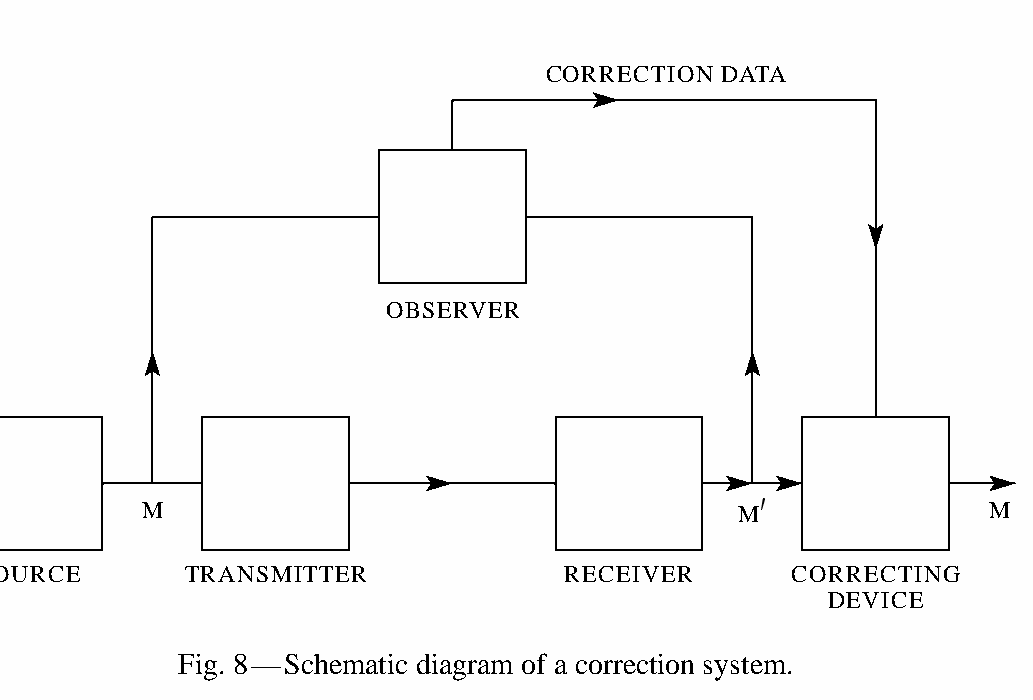 CORRECTION DATA
OBSERVER
M
M′
M
OURCE
TRANSMITTER
RECEIVER
CORRECTING
DEVICE
Fig. 8—Schematic diagram of a correction system.